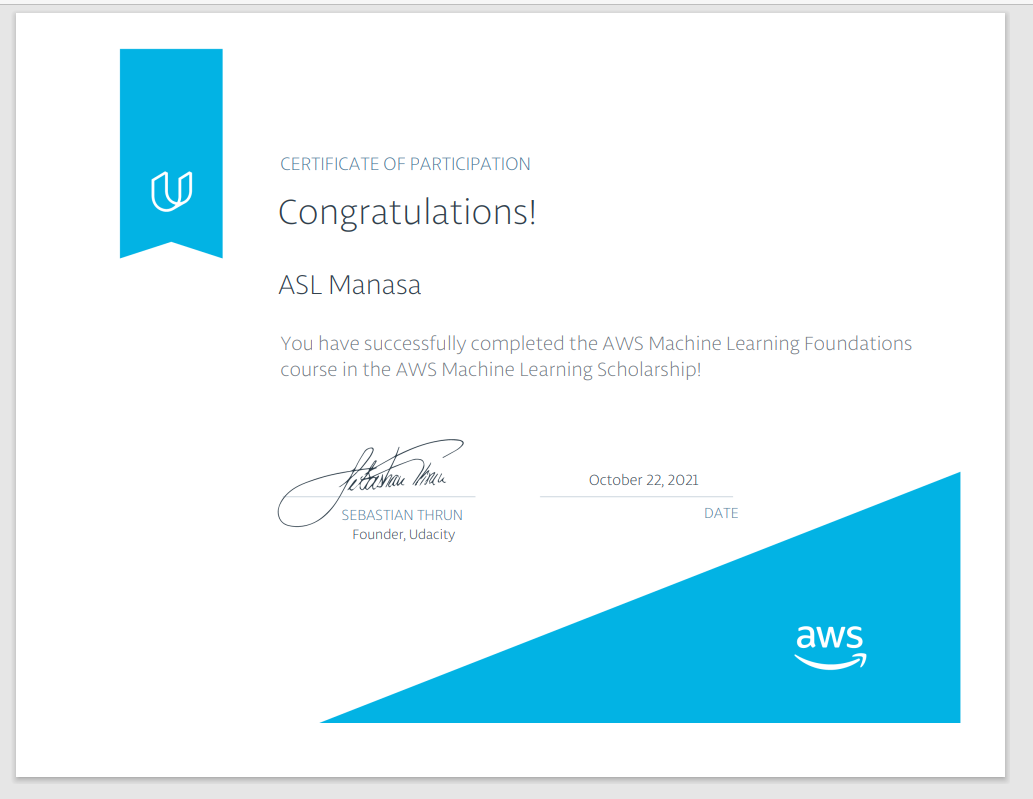 CERTIFICATE OF PARTICIPATION
Congratulations!
ASL Manasa
You have successfully completed the AWS Machine Learning Foundations
course in the AWS Machine Learning Scholarship!
Sebastian Thrun
October 22, 2021
SEBASTIAN THRUN
DATE
Founder, Udacity
aws